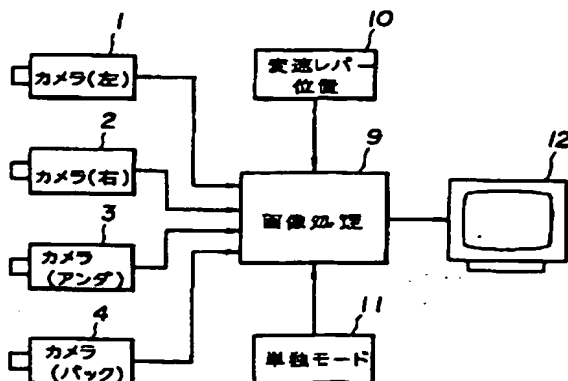 1
カメラ(左)
2
カメラ(右)
3
カメラ
(アンダ)
4
カメラ
(バック)
10
変速レバー
位置
9
画像処理
11
単独モード
12